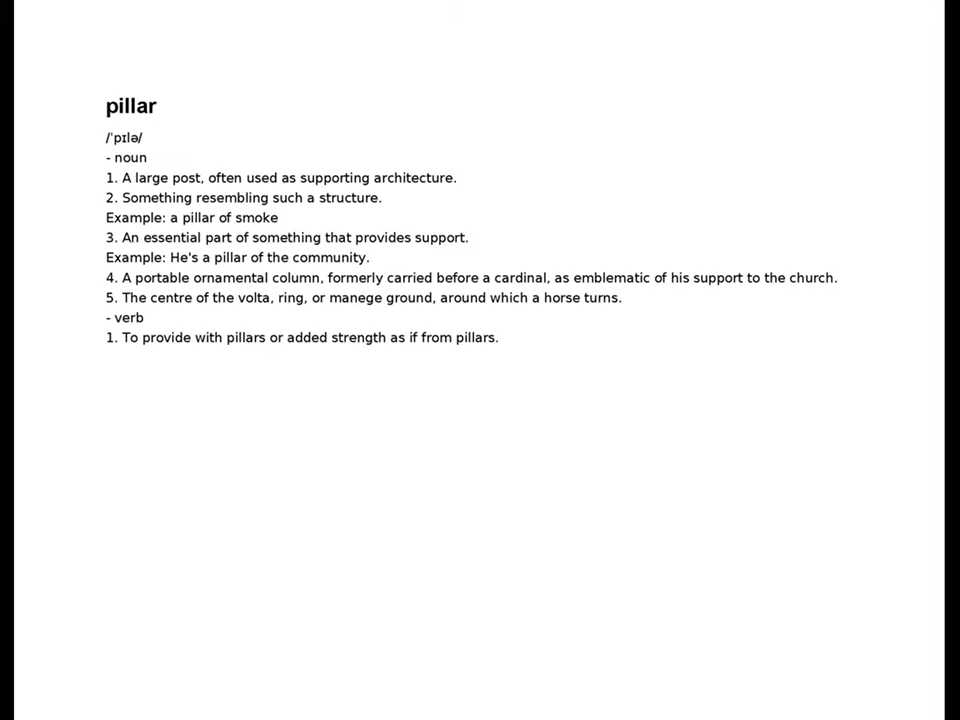 pillar
/ˈpɪlə/
- noun
1. A large post, often used as supporting architecture.
2. Something resembling such a structure.
Example: a pillar of smoke
3. An essential part of something that provides support.
Example: He's a pillar of the community.
4. A portable ornamental column, formerly carried before a cardinal, as emblematic of his support to the church.
5. The centre of the volta, ring, or manege ground, around which a horse turns.
- verb
1. To provide with pillars or added strength as if from pillars.